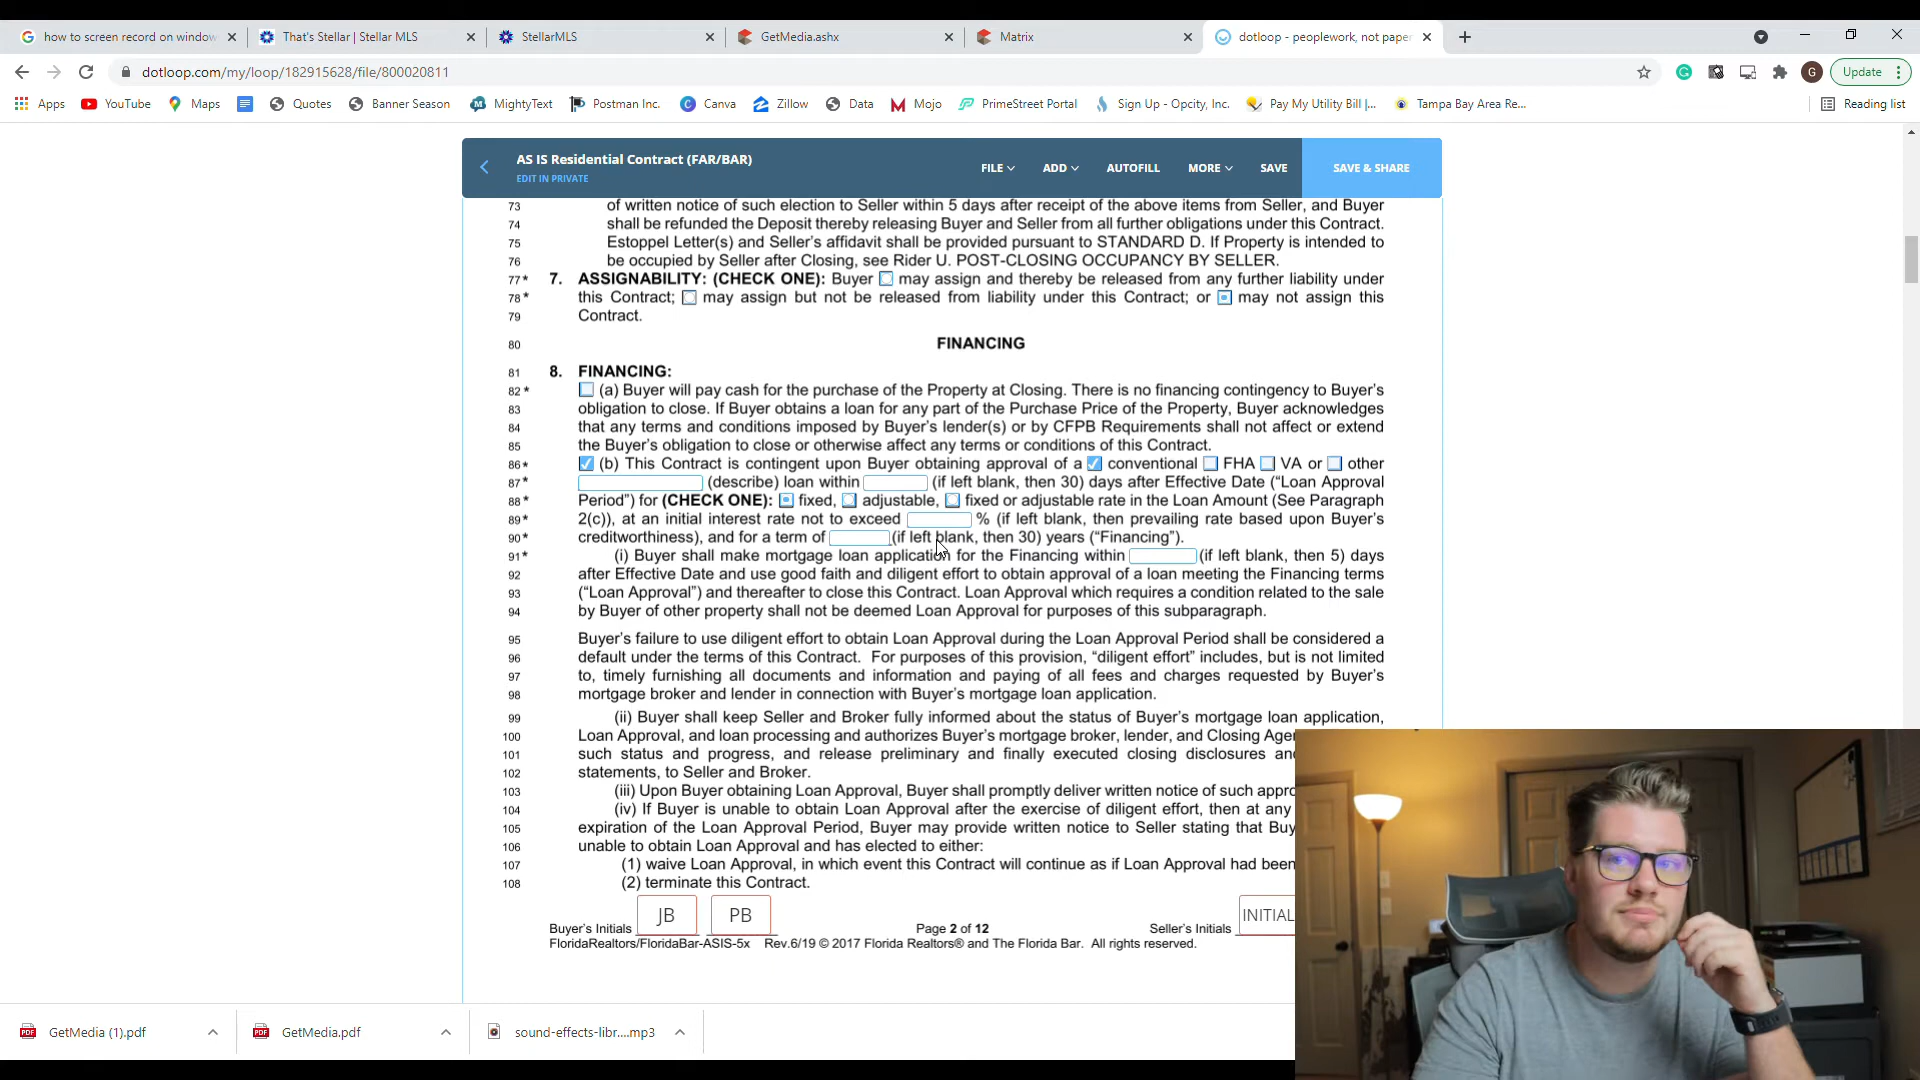 how to screen record on window
That's Stellar | Stellar MLS
StellarMLS
GetMedia.ashx
Matrix
dotloop - peoplework, not paper
dotloop.com/my/loop/182915628/file/800020811
G
Update
Apps
YouTube
Maps
Quotes
Banner Season
MightyText
Postman Inc.
Canva
Zillow
Data
Mojo
PrimeStreet Portal
Sign Up - Opcity, Inc.
Pay My Utility Bill |...
Tampa Bay Area Re...
Reading list
AS IS Residential Contract (FAR/BAR)
EDIT IN PRIVATE
FILE
ADD
AUTOFILL
MORE
SAVE
SAVE & SHARE
73 of written notice of such election to Seller within 5 days after receipt of the above items from Seller, and Buyer
74 shall be refunded the Deposit thereby releasing Buyer and Seller from all further obligations under this Contract.
75 Estoppel Letter(s) and Seller's affidavit shall be provided pursuant to STANDARD D. If Property is intended to
76 be occupied by Seller after Closing, see Rider U. POST-CLOSING OCCUPANCY BY SELLER.
77* 7. ASSIGNABILITY: (CHECK ONE): Buyer may assign and thereby be released from any further liability under
78* this Contract; may assign but not be released from liability under this Contract; or may not assign this
79 Contract.
80 FINANCING
81 8. FINANCING:
82* (a) Buyer will pay cash for the purchase of the Property at Closing. There is no financing contingency to Buyer's
83 obligation to close. If Buyer obtains a loan for any part of the Purchase Price of the Property, Buyer acknowledges
84 that any terms and conditions imposed by Buyer's lender(s) or by CFPB Requirements shall not affect or extend
85 the Buyer's obligation to close or otherwise affect any terms or conditions of this Contract.
86* (b) This Contract is contingent upon Buyer obtaining approval of a conventional FHA VA or other
87* (describe) loan within (if left blank, then 30) days after Effective Date ("Loan Approval
88* Period") for (CHECK ONE): fixed, adjustable, fixed or adjustable rate in the Loan Amount (See Paragraph
89* 2(c)), at an initial interest rate not to exceed % (if left blank, then prevailing rate based upon Buyer's
90* creditworthiness), and for a term of (if left blank, then 30) years ("Financing").
91* (i) Buyer shall make mortgage loan application for the Financing within (if left blank, then 5) days
92 after Effective Date and use good faith and diligent effort to obtain approval of a loan meeting the Financing terms
93 ("Loan Approval") and thereafter to close this Contract. Loan Approval which requires a condition related to the sale
94 by Buyer of other property shall not be deemed Loan Approval for purposes of this subparagraph.
95 Buyer's failure to use diligent effort to obtain Loan Approval during the Loan Approval Period shall be considered a
96 default under the terms of this Contract. For purposes of this provision, "diligent effort" includes, but is not limited
97 to, timely furnishing all documents and information and paying of all fees and charges requested by Buyer's
98 mortgage broker and lender in connection with Buyer's mortgage loan application.
99 (ii) Buyer shall keep Seller and Broker fully informed about the status of Buyer's mortgage loan application,
100 Loan Approval, and loan processing and authorizes Buyer's mortgage broker, lender, and Closing Agen
101 such status and progress, and release preliminary and finally executed closing disclosures an
102 statements, to Seller and Broker.
103 (iii) Upon Buyer obtaining Loan Approval, Buyer shall promptly deliver written notice of such appro
104 (iv) If Buyer is unable to obtain Loan Approval after the exercise of diligent effort, then at any
105 expiration of the Loan Approval Period, Buyer may provide written notice to Seller stating that Buy
106 unable to obtain Loan Approval and has elected to either:
107 (1) waive Loan Approval, in which event this Contract will continue as if Loan Approval had been
108 (2) terminate this Contract.
Buyer's Initials JB PB Page 2 of 12 Seller's Initials INITIAL
FloridaRealtors/FloridaBar-ASIS-5x Rev.6/19 © 2017 Florida Realtors® and The Florida Bar. All rights reserved.
GetMedia (1).pdf
GetMedia.pdf
sound-effects-libr....mp3